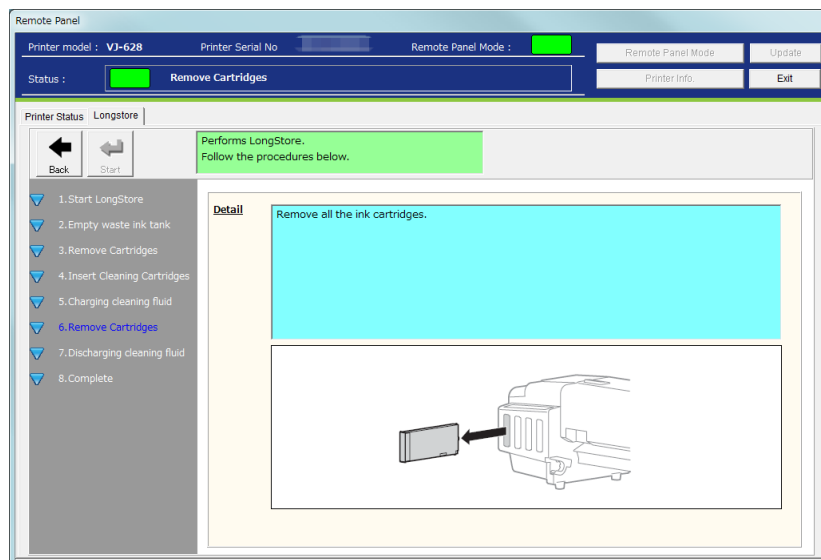 Remote Panel
Printer model : VJ-628 Printer Serial No Remote Panel Mode :
Remote Panel Mode Update
Status : Remove Cartridges
Printer Info. Exit
Printer Status Longstore
Back Start
Performs LongStore.
Follow the procedures below.
1.Start LongStore
2.Empty waste ink tank
3.Remove Cartridges
4.Insert Cleaning Cartridges
5.Charging cleaning fluid
6.Remove Cartridges
7.Discharging cleaning fluid
8.Complete
Detail
Remove all the ink cartridges.